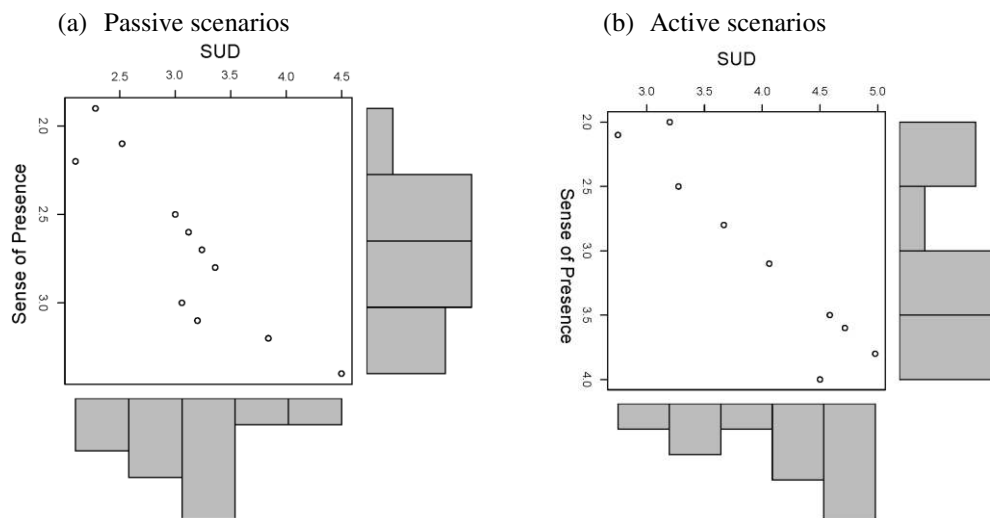 (a) Passive scenarios
SUD
2.5 3.0 3.5 4.0 4.5
Sense of Presence
2.0
2.5
3.0
(b) Active scenarios
SUD
3.0 3.5 4.0 4.5 5.0
Sense of Presence
2.0
2.5
3.0
3.5
4.0